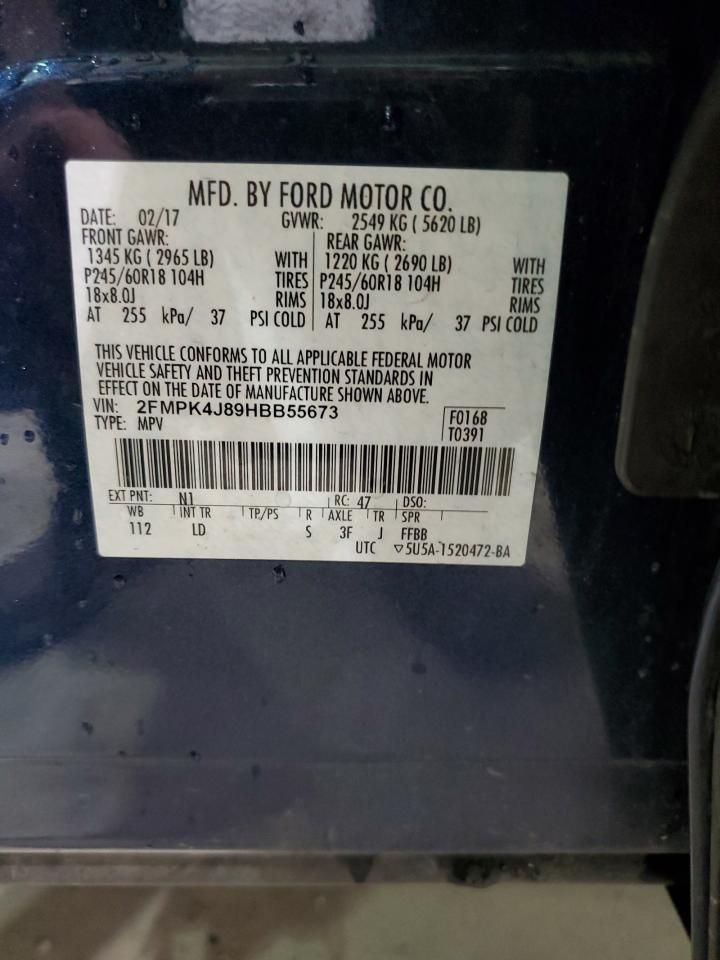 MFD. BY FORD MOTOR CO.
DATE: 02/17 GVWR: 2549 KG ( 5620 LB)
FRONT GAWR: REAR GAWR:
1345 KG ( 2965 LB) WITH 1220 KG ( 2690 LB) WITH
P245/60R18 104H TIRES P245/60R18 104H TIRES
18x8.0J RIMS 18x8.0J RIMS
AT 255 kPa/ 37 PSI COLD AT 255 kPa/ 37 PSI COLD
THIS VEHICLE CONFORMS TO ALL APPLICABLE FEDERAL MOTOR
VEHICLE SAFETY AND THEFT PREVENTION STANDARDS IN
EFFECT ON THE DATE OF MANUFACTURE SHOWN ABOVE.
VIN: 2FMPK4J89HBB55673
TYPE: MPV
F0168
T0391
EXT PNT: N1 RC: 47 DSO:
WB INT TR TP/PS R AXLE TR SPR
112 LD S 3F J FFBB
UTC ▽5U5A-1520472-BA